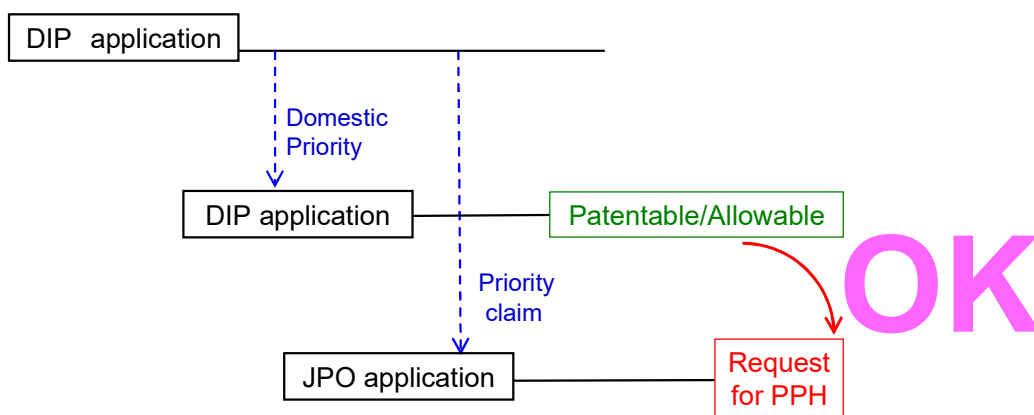 DIP application
Domestic
Priority
DIP application
Patentable/Allowable
OK
Priority
claim
JPO application
Request
for PPH